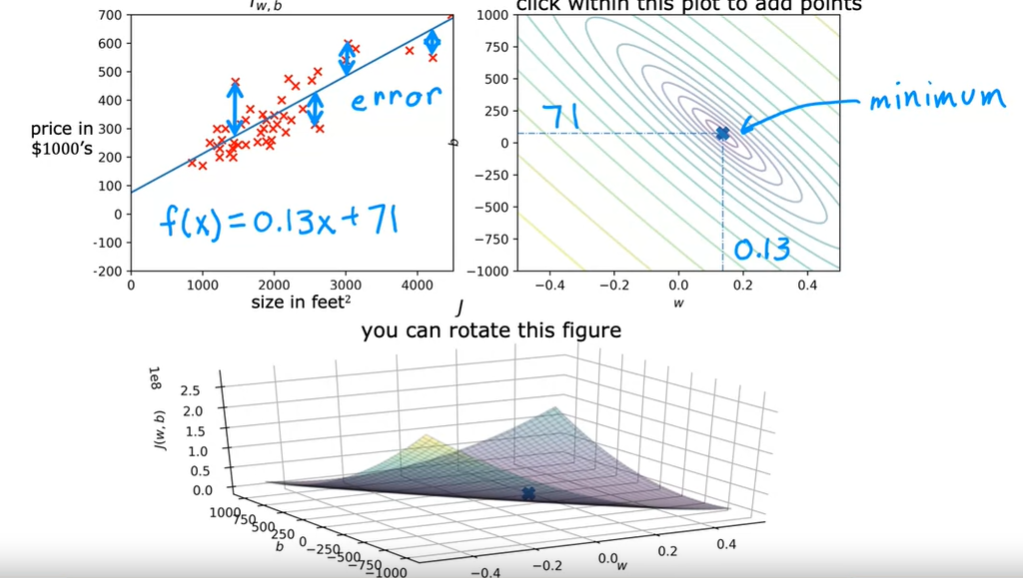 f w, b
click within this plot to add points
700
600
500
400
300
200
100
0
-100
-200
price in
$1000's
error
f(x) = 0.13x + 71
0 1000 2000 3000 4000
size in feet²
1000
750
500
250
0
−250
−500
−750
−1000
b
71
minimum
0.13
−0.4 −0.2 0.0 0.2 0.4
w
J
you can rotate this figure
1e8
J(w, b)
2.5
2.0
1.5
1.0
0.5
0.0
1000
750
500
250
0
−250
−500
−750
−1000
b
−0.4
−0.2
0.0
0.2
0.4
w